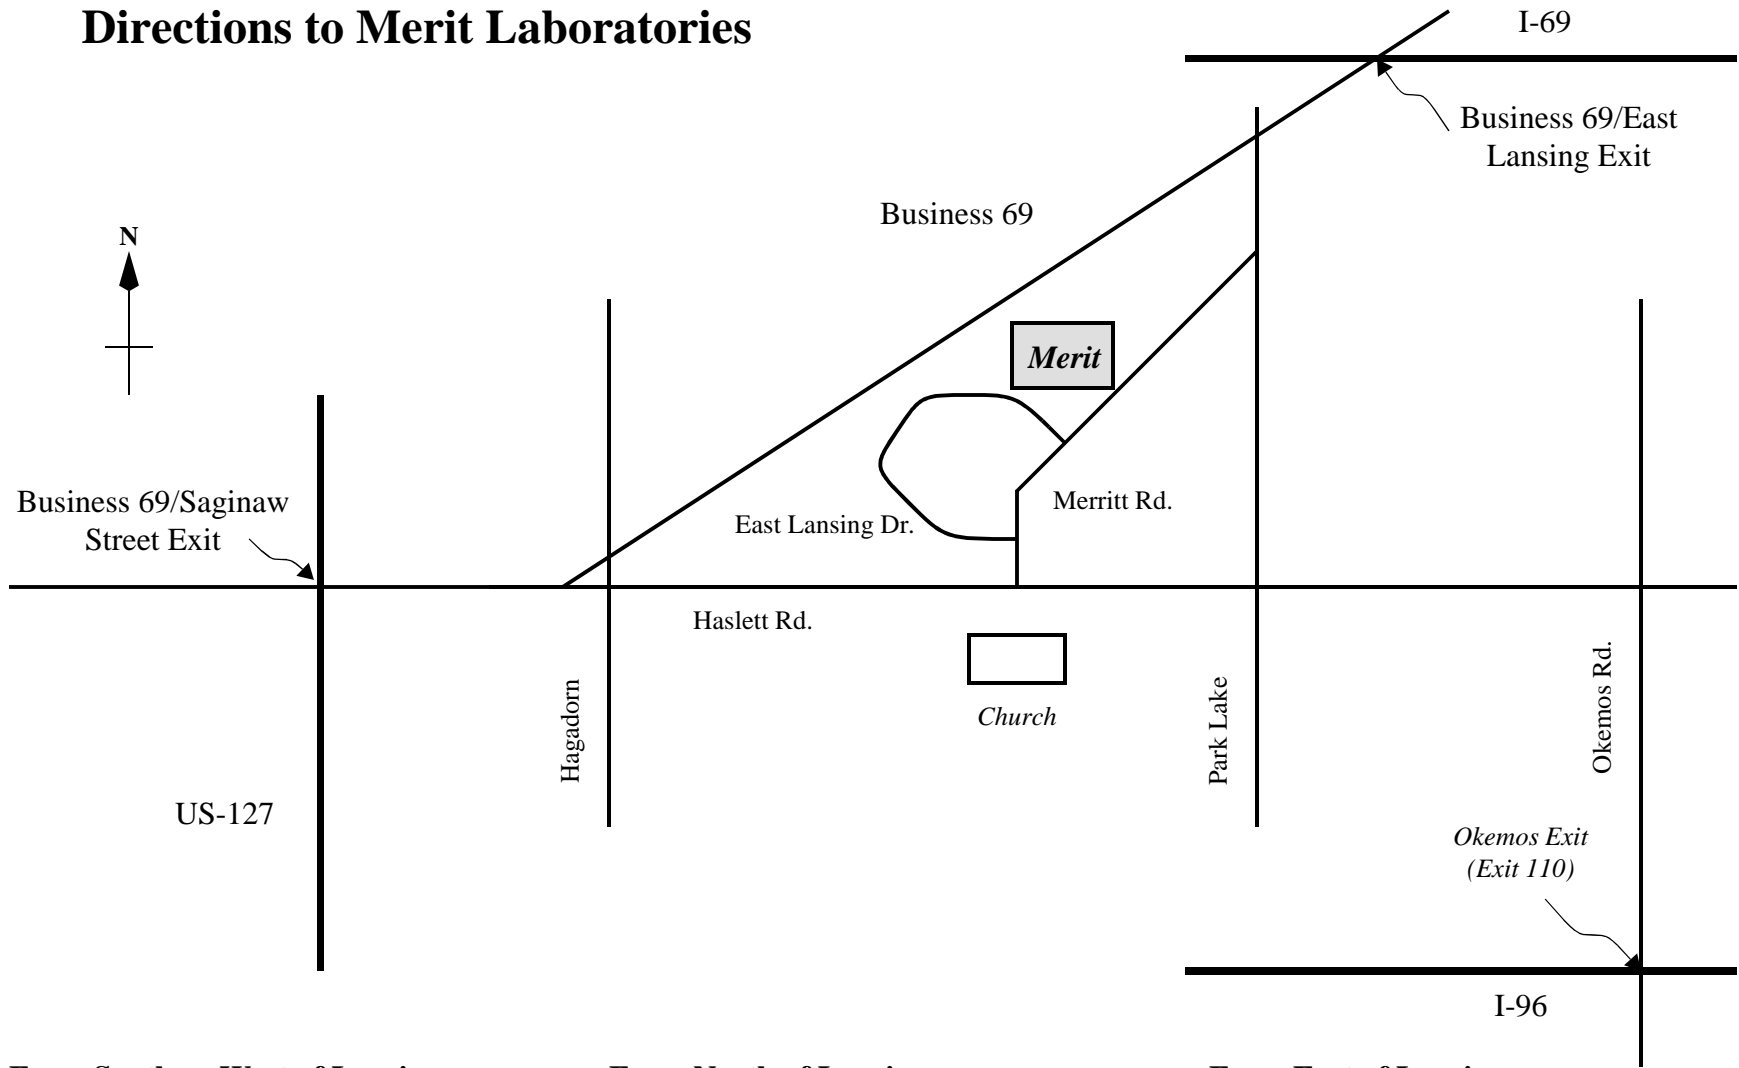 Directions to Merit Laboratories
I-69
Business 69/East
Lansing Exit
Business 69
N
Merit
Business 69/Saginaw
Street Exit
East Lansing Dr.
Merritt Rd.
Haslett Rd.
Church
Hagadorn
Park Lake
Okemos Rd.
US-127
Okemos Exit
(Exit 110)
I-96